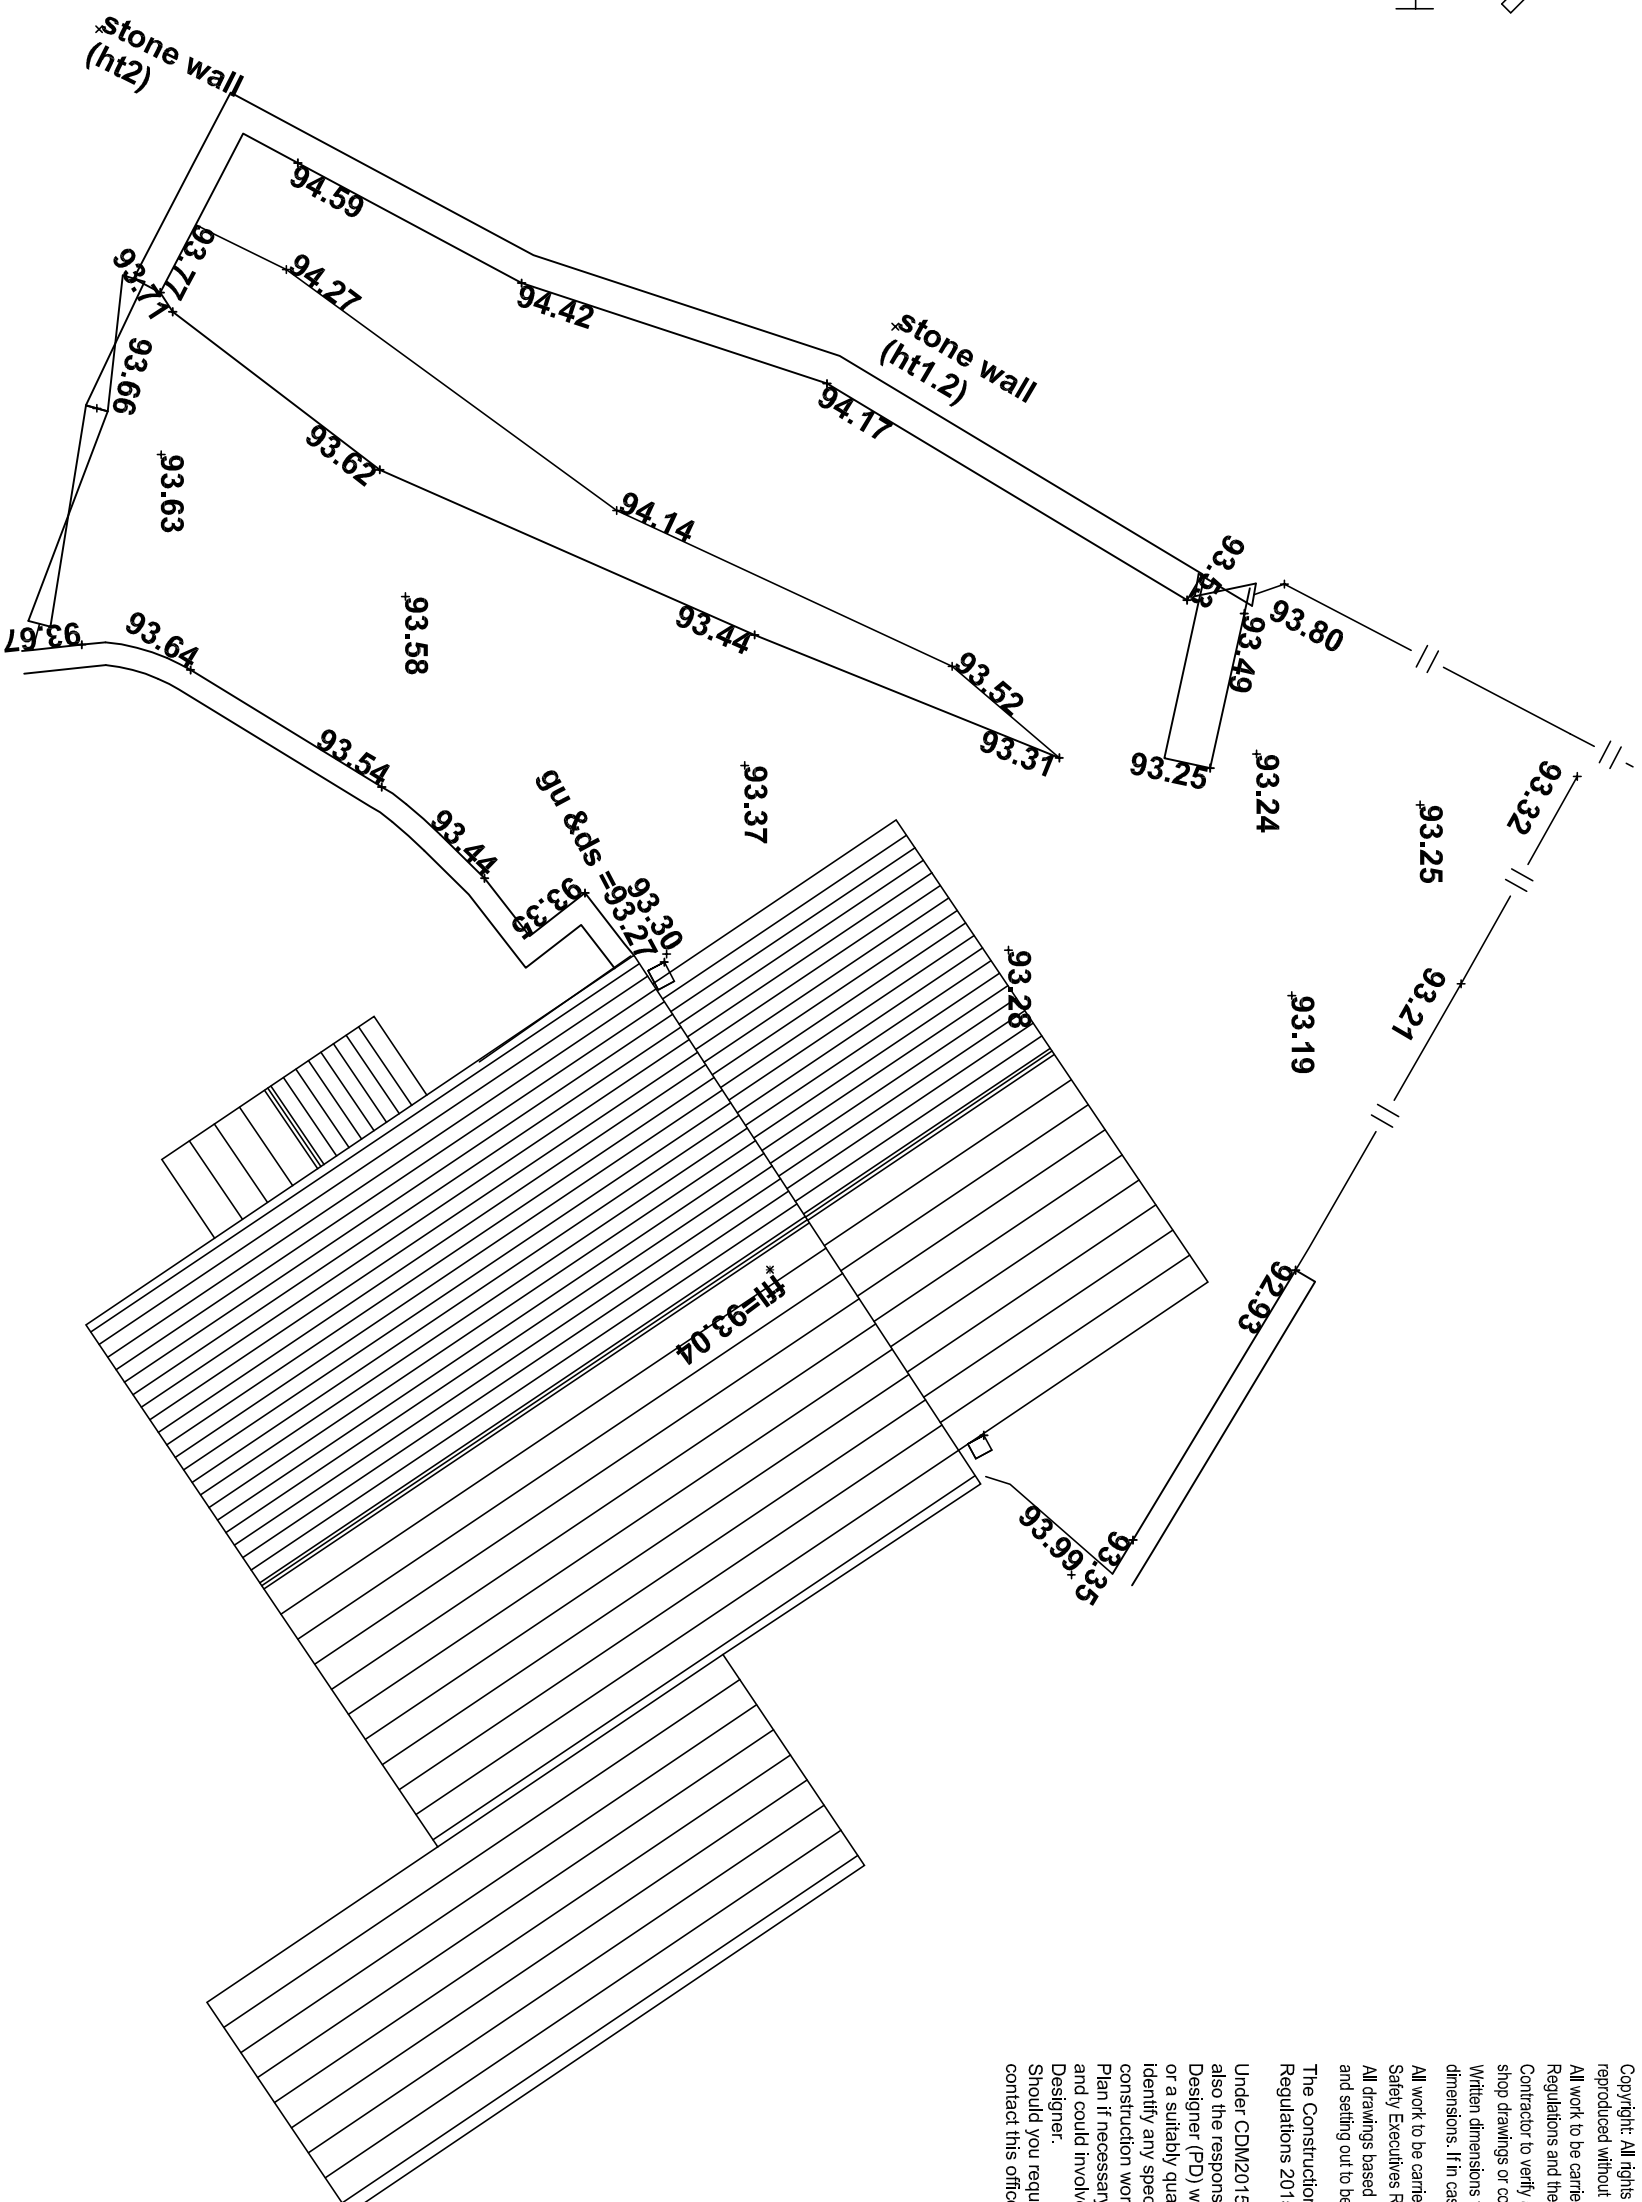 stone wall
(ht2)
94.59
93.77
93.71
94.27
94.42
stone wall
(ht1.2)
93.66
94.17
93.62
93.63
94.14
93.57
93.80
93.49
93.67
93.64
93.58
93.44
93.52
93.31
93.25
93.24
93.32
93.54
93.37
93.25
93.44
gu &ds =93.27
93.30
93.35
93.28
93.21
93.19
92.93
ffl=93.04
93.99
93.35
Copyright: All rights
reproduced without
All work to be carrie
Regulations and the
Contractor to verify
shop drawings or co
Written dimensions
dimensions. If in cas
All work to be carrie
Safety Executives R
All drawings based
and setting out to be
The Construction
Regulations 201
Under CDM2015
also the respons
Designer (PD) w
or a suitably qua
identify any spec
construction wor
Plan if necessary
and could involv
Designer.
Should you requ
contact this offic